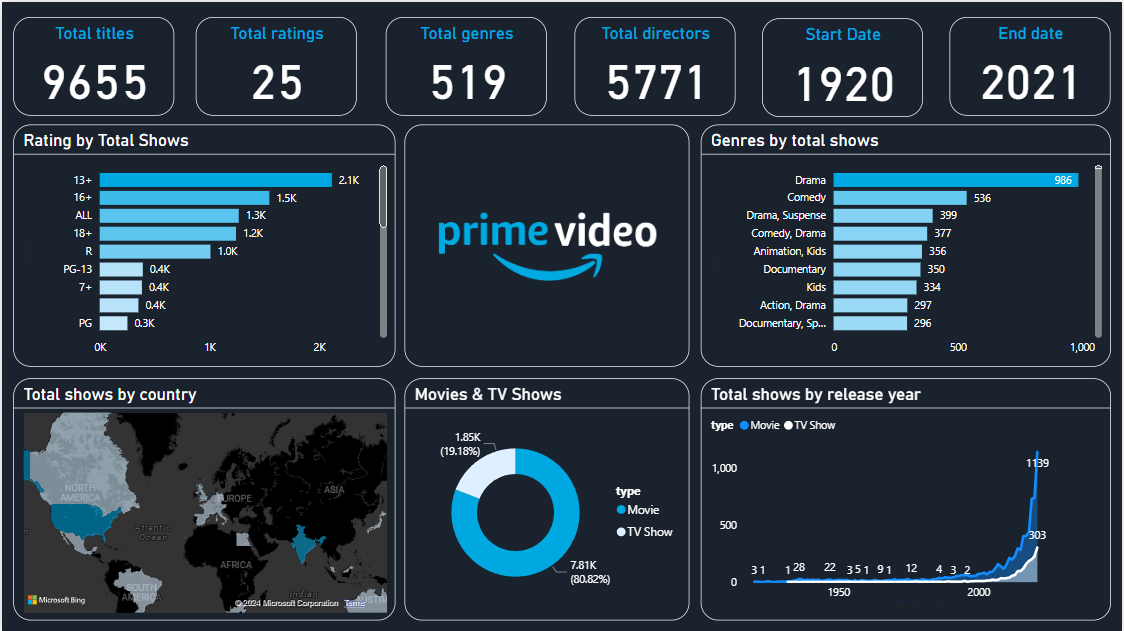 Total titles
9655
Total ratings
25
Total genres
519
Total directors
5771
Start Date
1920
End date
2021
Rating by Total Shows
13+ 2.1K
16+ 1.5K
ALL 1.3K
18+ 1.2K
R 1.0K
PG-13 0.4K
7+ 0.4K
0.4K
PG 0.3K
0K 1K 2K
prime video
Genres by total shows
Drama 986
Comedy 536
Drama, Suspense 399
Comedy, Drama 377
Animation, Kids 356
Documentary 350
Kids 334
Action, Drama 297
Documentary, Sp... 296
0 500 1,000
Total shows by country
NORTH
AMERICA
EUROPE
ASIA
Atlantic
Ocean
AFRICA
SOUTH
AMERICA
Indian
AUSTR
Microsoft Bing
© 2024 Microsoft Corporation Terms
Movies & TV Shows
1.85K
(19.18%)
7.81K
(80.82%)
type
Movie
TV Show
Total shows by release year
type Movie TV Show
1,000
1139
500
303
0
3 1 1 28 22 3 5 1 9 1 12 4 3 2
1950 2000